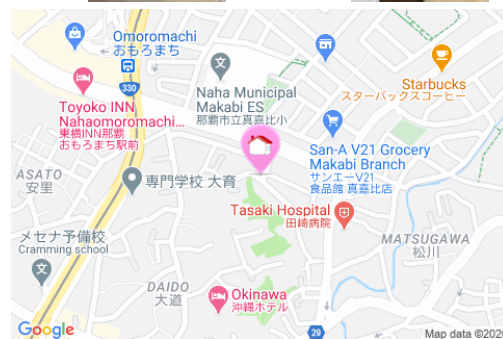 Omoromachi
おもろまち
330
Naha Municipal
Makabi ES
那覇市立真嘉比小
Starbucks
スターバックスコーヒー
Toyoko INN
Nahaomoromachi...
東横INN那覇
おもろまち駅前
San-A V21 Grocery
Makabi Branch
サンエーV21
食品館 真嘉比店
ASATO
安里
専門学校 大育
Tasaki Hospital
田崎病院
メセナ予備校
Cramming school
MATSUGAWA
松川
DAIDO
大道
Okinawa
沖縄ホテル
29
Google
Map data ©202